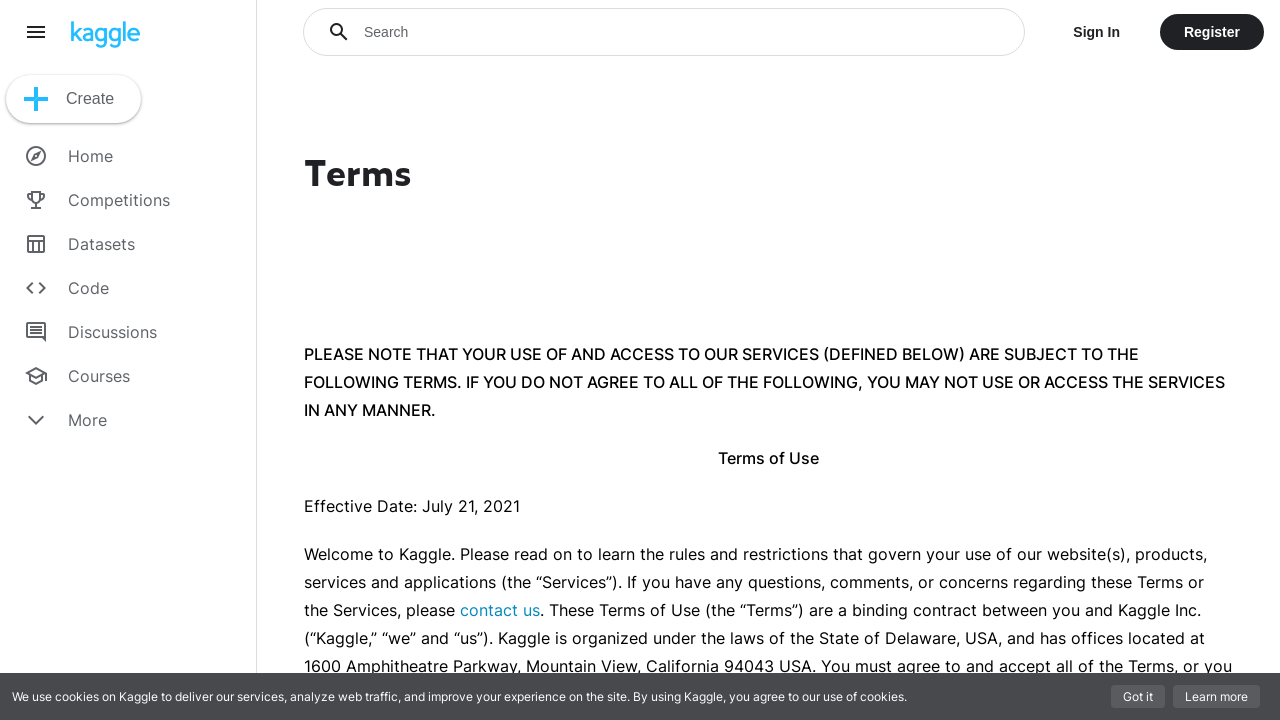 kaggle
Search
Sign In
Register
Create
Home
Competitions
Datasets
Code
Discussions
Courses
More
Terms
PLEASE NOTE THAT YOUR USE OF AND ACCESS TO OUR SERVICES (DEFINED BELOW) ARE SUBJECT TO THE
FOLLOWING TERMS. IF YOU DO NOT AGREE TO ALL OF THE FOLLOWING, YOU MAY NOT USE OR ACCESS THE SERVICES
IN ANY MANNER.
Terms of Use
Effective Date: July 21, 2021
Welcome to Kaggle. Please read on to learn the rules and restrictions that govern your use of our website(s), products,
services and applications (the “Services”). If you have any questions, comments, or concerns regarding these Terms or
the Services, please contact us. These Terms of Use (the “Terms”) are a binding contract between you and Kaggle Inc.
(“Kaggle,” “we” and “us”). Kaggle is organized under the laws of the State of Delaware, USA, and has offices located at
1600 Amphitheatre Parkway, Mountain View, California 94043 USA. You must agree to and accept all of the Terms, or you
We use cookies on Kaggle to deliver our services, analyze web traffic, and improve your experience on the site. By using Kaggle, you agree to our use of cookies.
Got it
Learn more